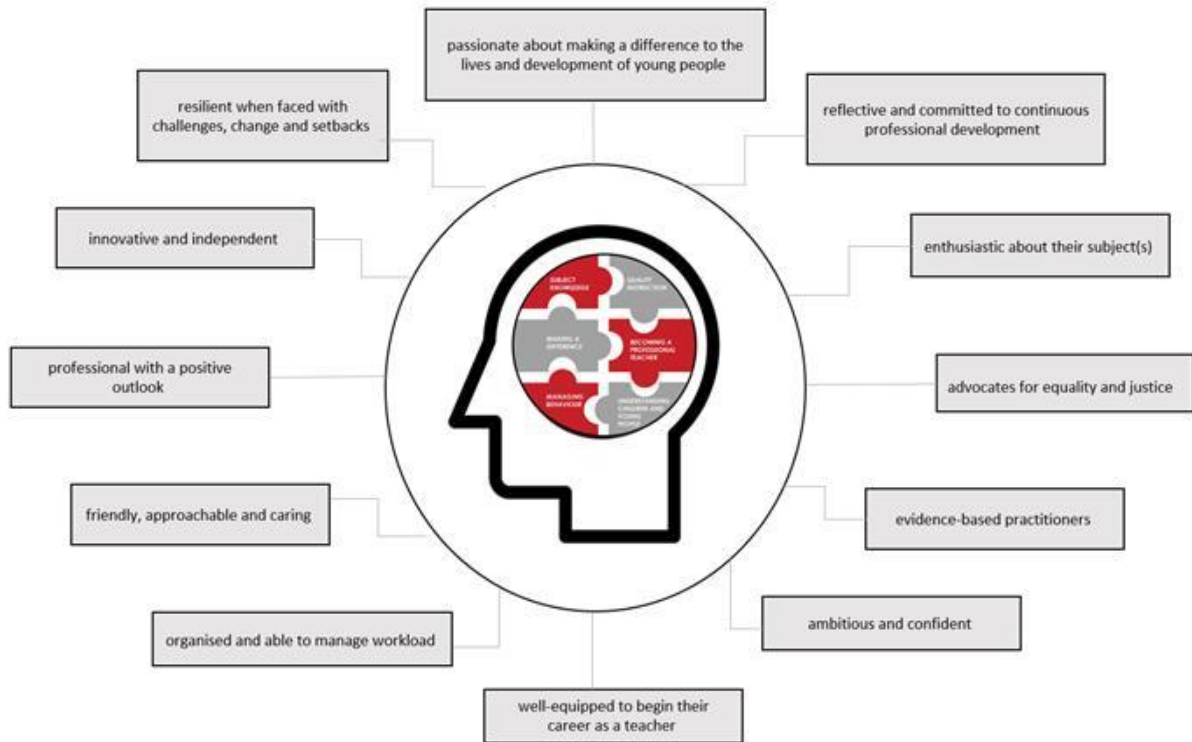 passionate about making a difference to the
lives and development of young people
resilient when faced with
challenges, change and setbacks
reflective and committed to continuous
professional development
innovative and independent
enthusiastic about their subject(s)
SUBJECT
KNOWLEDGE
QUALITY
INSTRUCTION
MAKING A
DIFFERENCE
BECOMING A
PROFESSIONAL
TEACHER
MANAGING
BEHAVIOUR
UNDERSTANDING
CHILDREN AND
YOUNG
PEOPLE
professional with a positive
outlook
advocates for equality and justice
friendly, approachable and caring
evidence-based practitioners
organised and able to manage workload
ambitious and confident
well-equipped to begin their
career as a teacher